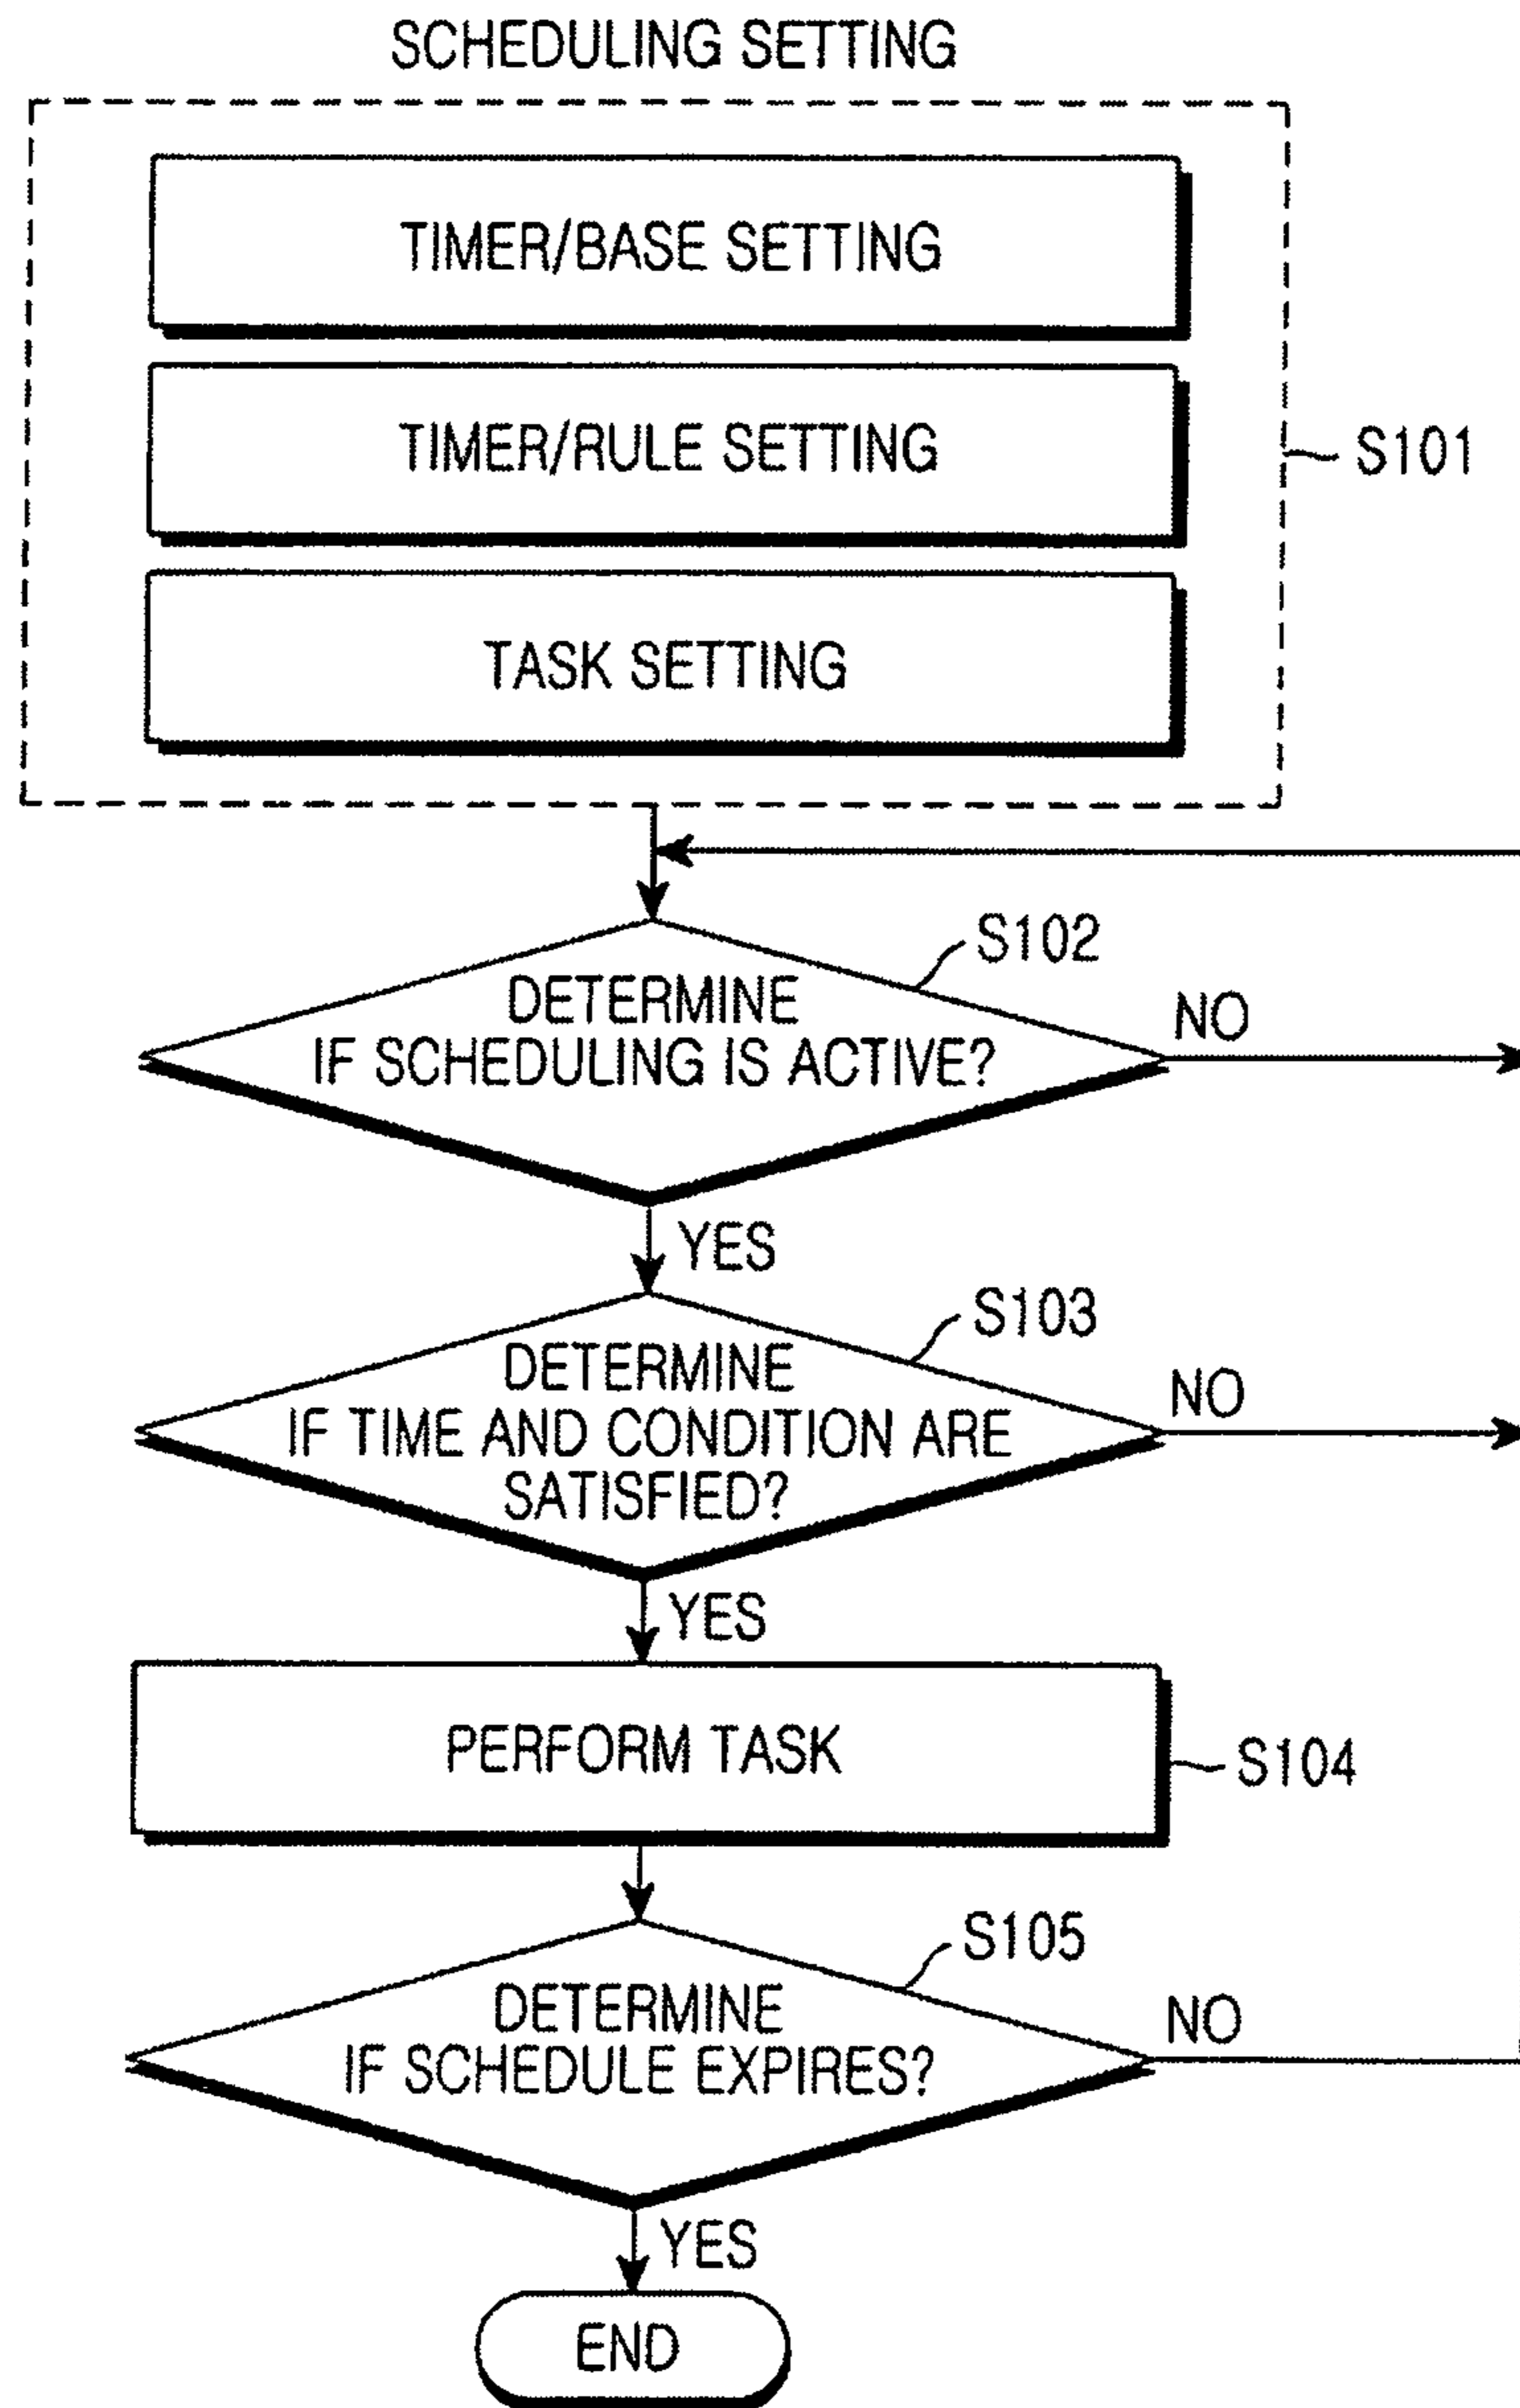 SCHEDULING SETTING
TIMER/BASE SETTING
TIMER/RULE SETTING
S101
TASK SETTING
S102
DETERMINE
IF SCHEDULING IS ACTIVE?
NO
YES
S103
DETERMINE
IF TIME AND CONDITION ARE
SATISFIED?
NO
YES
PERFORM TASK
S104
S105
DETERMINE
IF SCHEDULE EXPIRES?
NO
YES
END